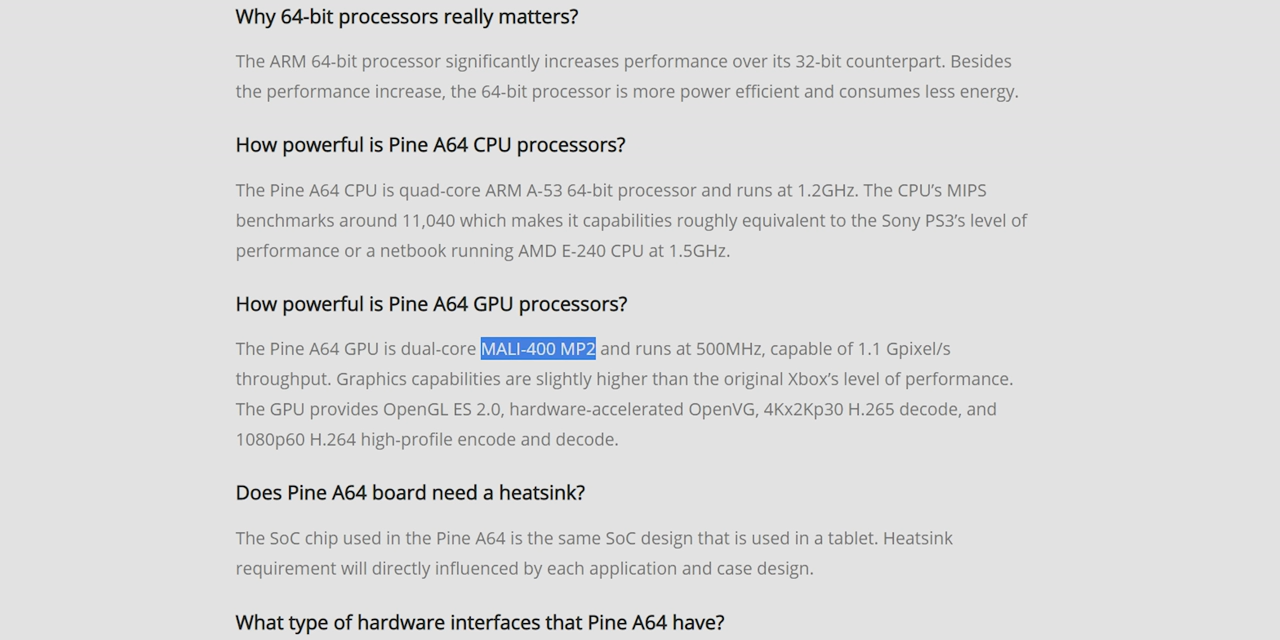 Why 64-bit processors really matters?
The ARM 64-bit processor significantly increases performance over its 32-bit counterpart. Besides
the performance increase, the 64-bit processor is more power efficient and consumes less energy.
How powerful is Pine A64 CPU processors?
The Pine A64 CPU is quad-core ARM A-53 64-bit processor and runs at 1.2GHz. The CPU’s MIPS
benchmarks around 11,040 which makes it capabilities roughly equivalent to the Sony PS3’s level of
performance or a netbook running AMD E-240 CPU at 1.5GHz.
How powerful is Pine A64 GPU processors?
The Pine A64 GPU is dual-core MALI-400 MP2 and runs at 500MHz, capable of 1.1 Gpixel/s
throughput. Graphics capabilities are slightly higher than the original Xbox’s level of performance.
The GPU provides OpenGL ES 2.0, hardware-accelerated OpenVG, 4Kx2Kp30 H.265 decode, and
1080p60 H.264 high-profile encode and decode.
Does Pine A64 board need a heatsink?
The SoC chip used in the Pine A64 is the same SoC design that is used in a tablet. Heatsink
requirement will directly influenced by each application and case design.
What type of hardware interfaces that Pine A64 have?